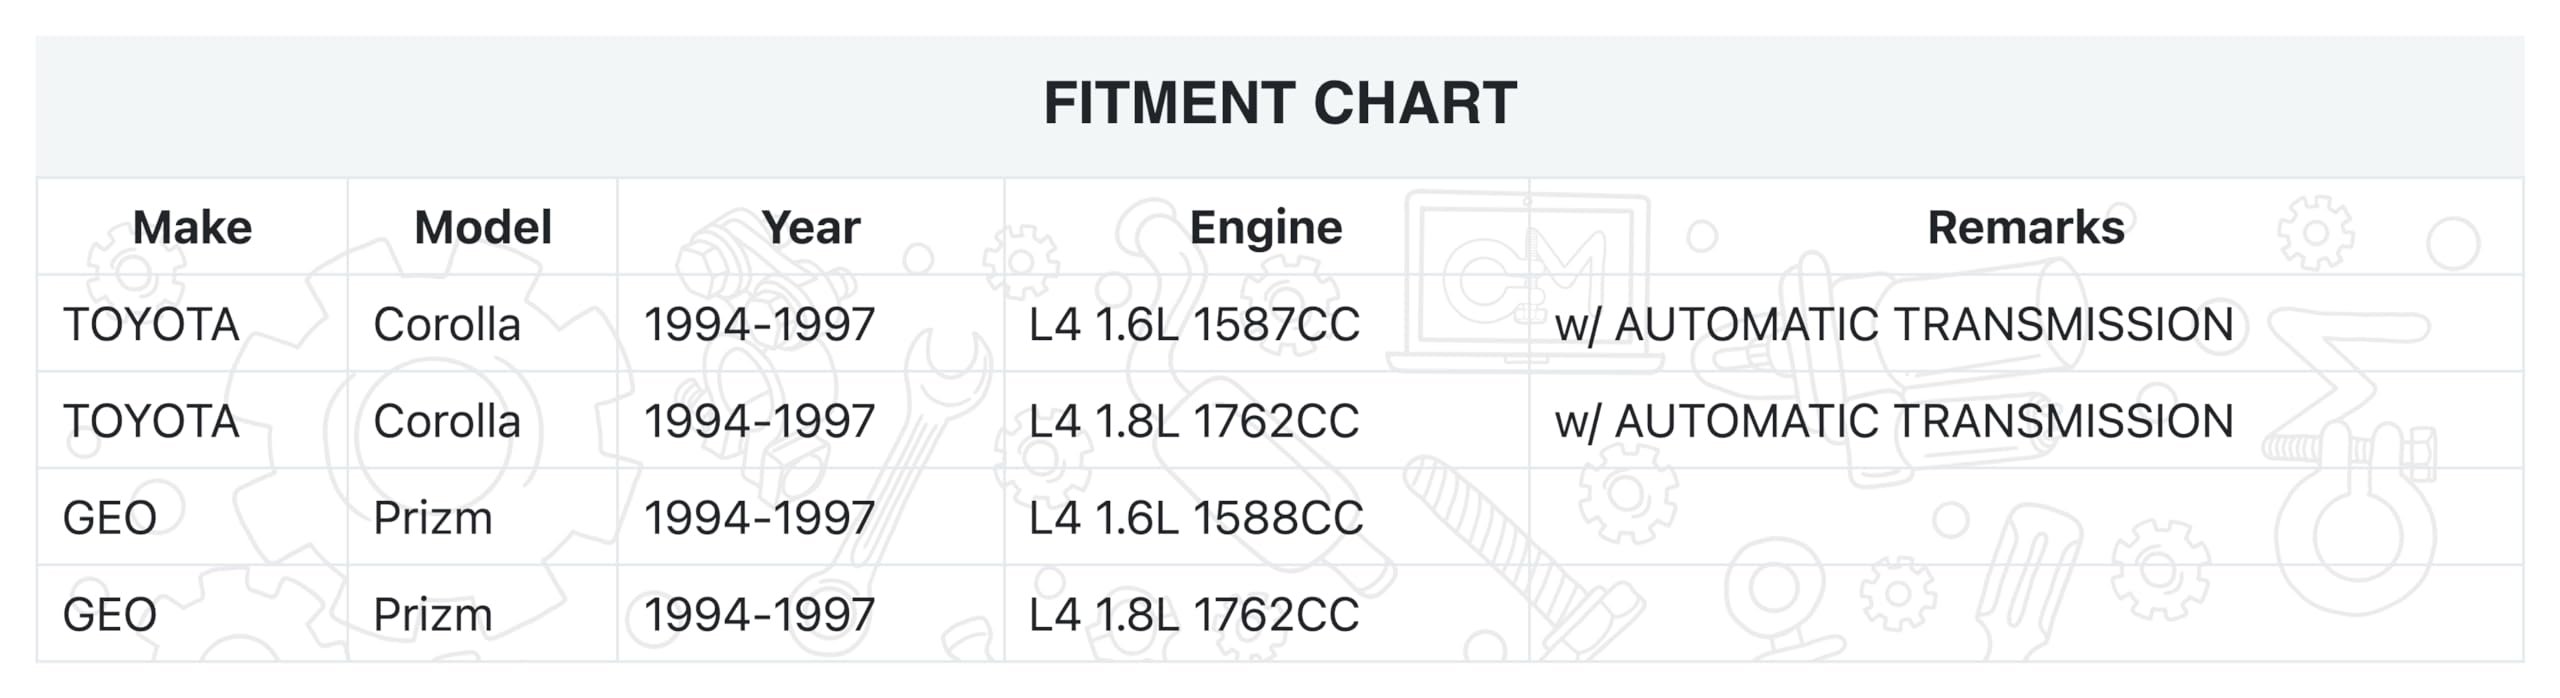 FITMENT CHART
Make Model Year Engine Remarks
TOYOTA Corolla 1994-1997 L4 1.6L 1587CC w/ AUTOMATIC TRANSMISSION
TOYOTA Corolla 1994-1997 L4 1.8L 1762CC w/ AUTOMATIC TRANSMISSION
GEO Prizm 1994-1997 L4 1.6L 1588CC
GEO Prizm 1994-1997 L4 1.8L 1762CC